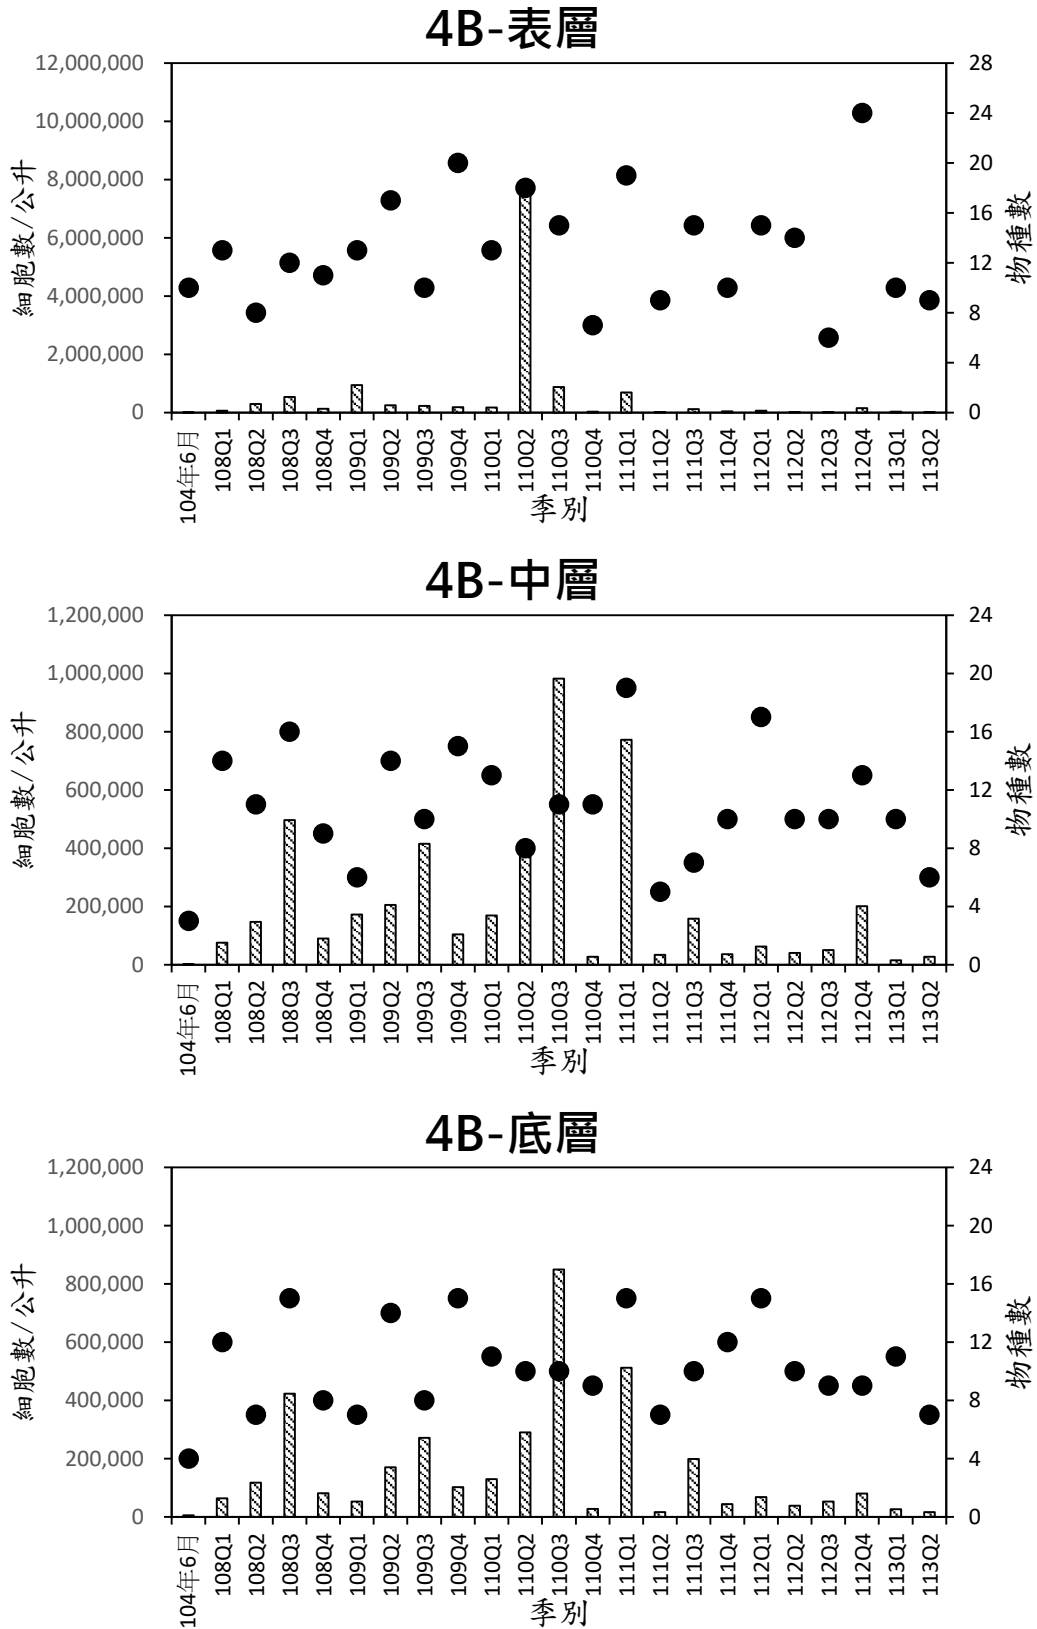 4B-表層
12,000,000
10,000,000
8,000,000
6,000,000
4,000,000
2,000,000
0
細胞數/公升
28
24
20
16
12
8
4
0
物種數
104年6月
108Q1
108Q2
108Q3
108Q4
109Q1
109Q2
109Q3
109Q4
110Q1
110Q2
110Q3
110Q4
111Q1
111Q2
111Q3
111Q4
112Q1
112Q2
112Q3
112Q4
113Q1
113Q2
季別
4B-中層
1,200,000
1,000,000
800,000
600,000
400,000
200,000
0
細胞數/公升
24
20
16
12
8
4
0
物種數
104年6月
108Q1
108Q2
108Q3
108Q4
109Q1
109Q2
109Q3
109Q4
110Q1
110Q2
110Q3
110Q4
111Q1
111Q2
111Q3
111Q4
112Q1
112Q2
112Q3
112Q4
113Q1
113Q2
季別
4B-底層
1,200,000
1,000,000
800,000
600,000
400,000
200,000
0
細胞數/公升
24
20
16
12
8
4
0
物種數
104年6月
108Q1
108Q2
108Q3
108Q4
109Q1
109Q2
109Q3
109Q4
110Q1
110Q2
110Q3
110Q4
111Q1
111Q2
111Q3
111Q4
112Q1
112Q2
112Q3
112Q4
113Q1
113Q2
季別